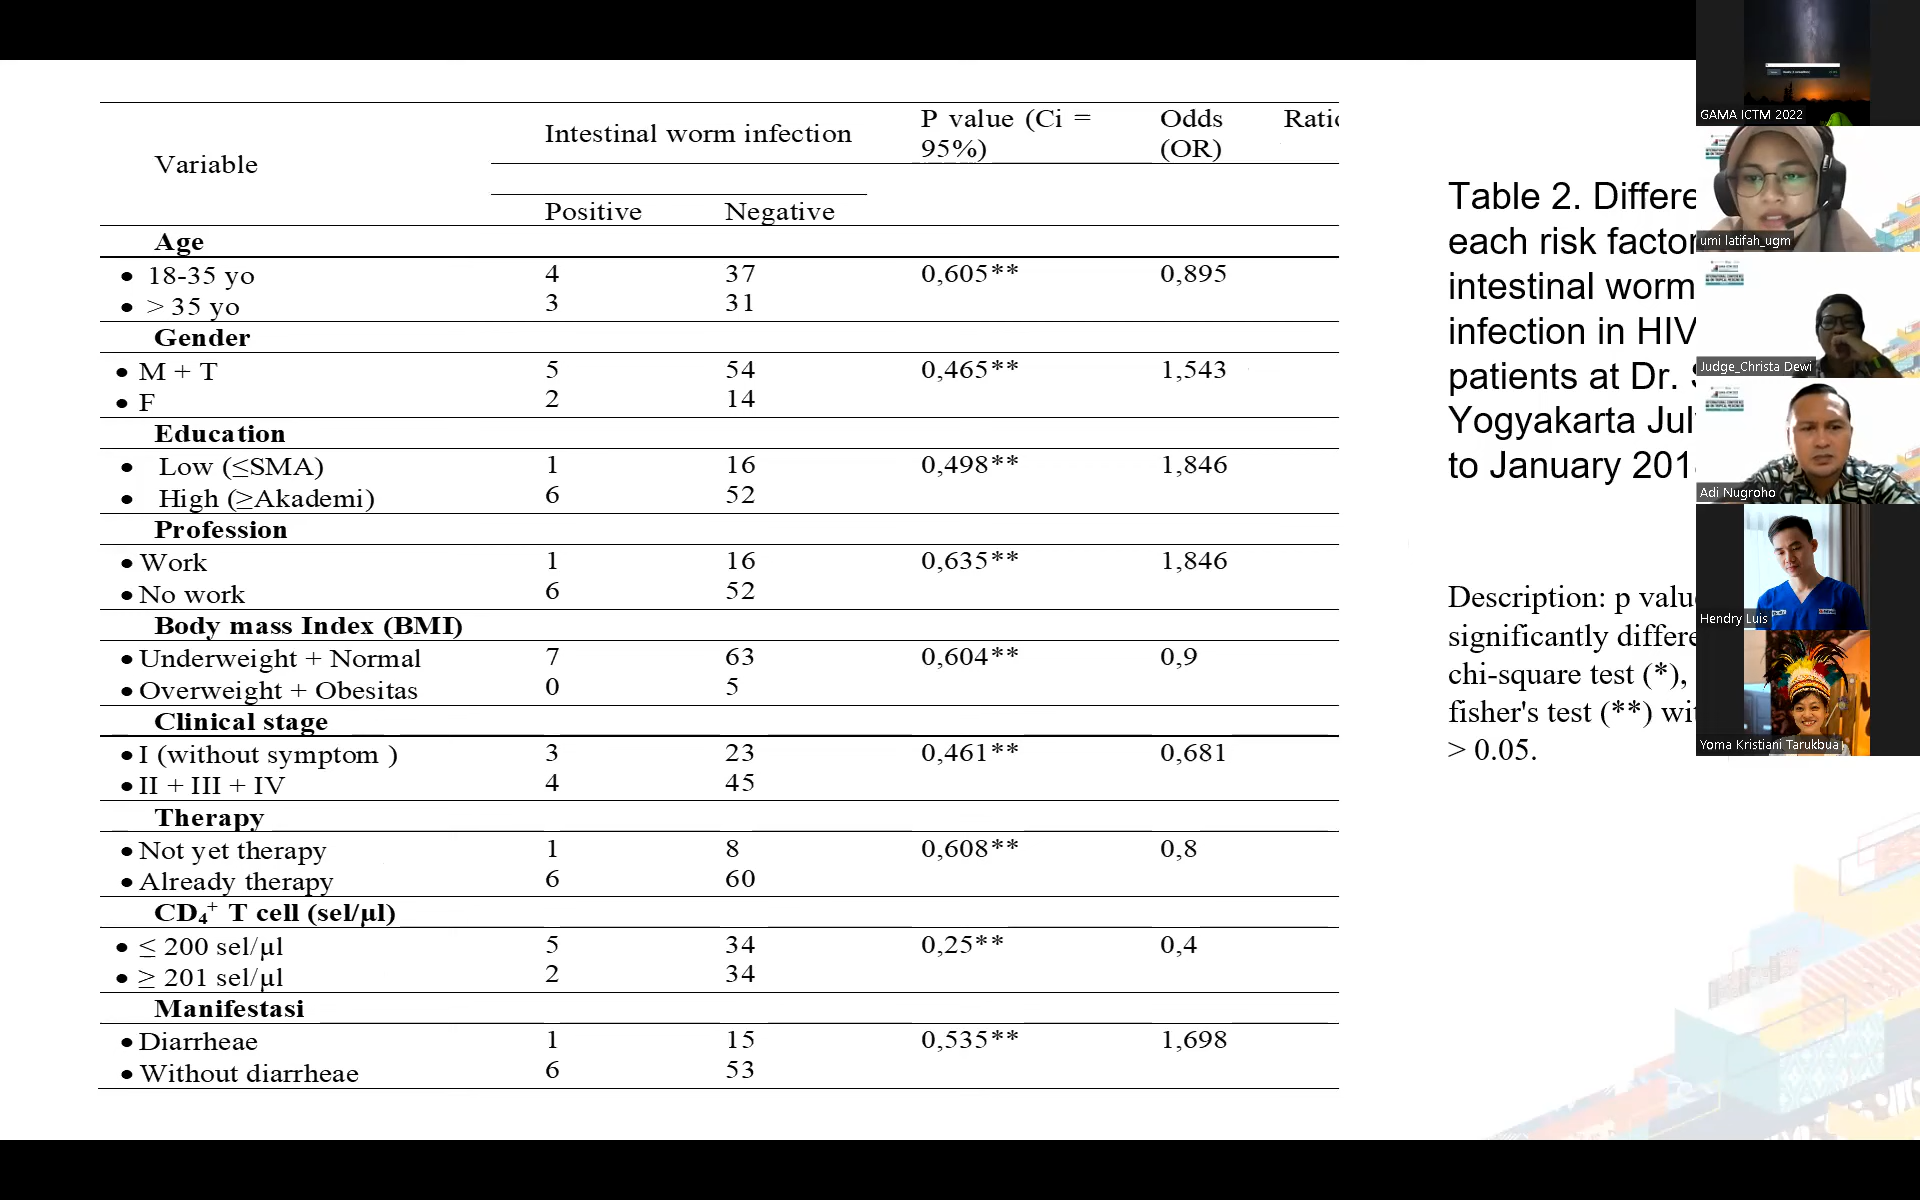 Variable
Intestinal worm infection
P value (Ci = 95%)
Odds Ratio (OR)
Positive Negative
Age
• 18-35 yo 4 37 0,605** 0,895
• > 35 yo 3 31
Gender
• M + T 5 54 0,465** 1,543
• F 2 14
Education
• Low (≤SMA) 1 16 0,498** 1,846
• High (≥Akademi) 6 52
Profession
• Work 1 16 0,635** 1,846
• No work 6 52
Body mass Index (BMI)
• Underweight + Normal 7 63 0,604** 0,9
• Overweight + Obesitas 0 5
Clinical stage
• I (without symptom ) 3 23 0,461** 0,681
• II + III + IV 4 45
Therapy
• Not yet therapy 1 8 0,608** 0,8
• Already therapy 6 60
CD₄⁺ T cell (sel/µl)
• ≤ 200 sel/µl 5 34 0,25** 0,4
• ≥ 201 sel/µl 2 34
Manifestasi
• Diarrheae 1 15 0,535** 1,698
• Without diarrheae 6 53
Table 2. Differe
each risk factor
intestinal worm
infection in HIV
patients at Dr.
Yogyakarta Jul
to January 201
Description: p valu
significantly differe
chi-square test (*),
fisher's test (**) wi
> 0.05.
GAMA ICTM 2022
umi latifah_ugm
Judge_Christa Dewi
Adi Nugroho
Hendry Luis
Yoma Kristiani Tarukbua